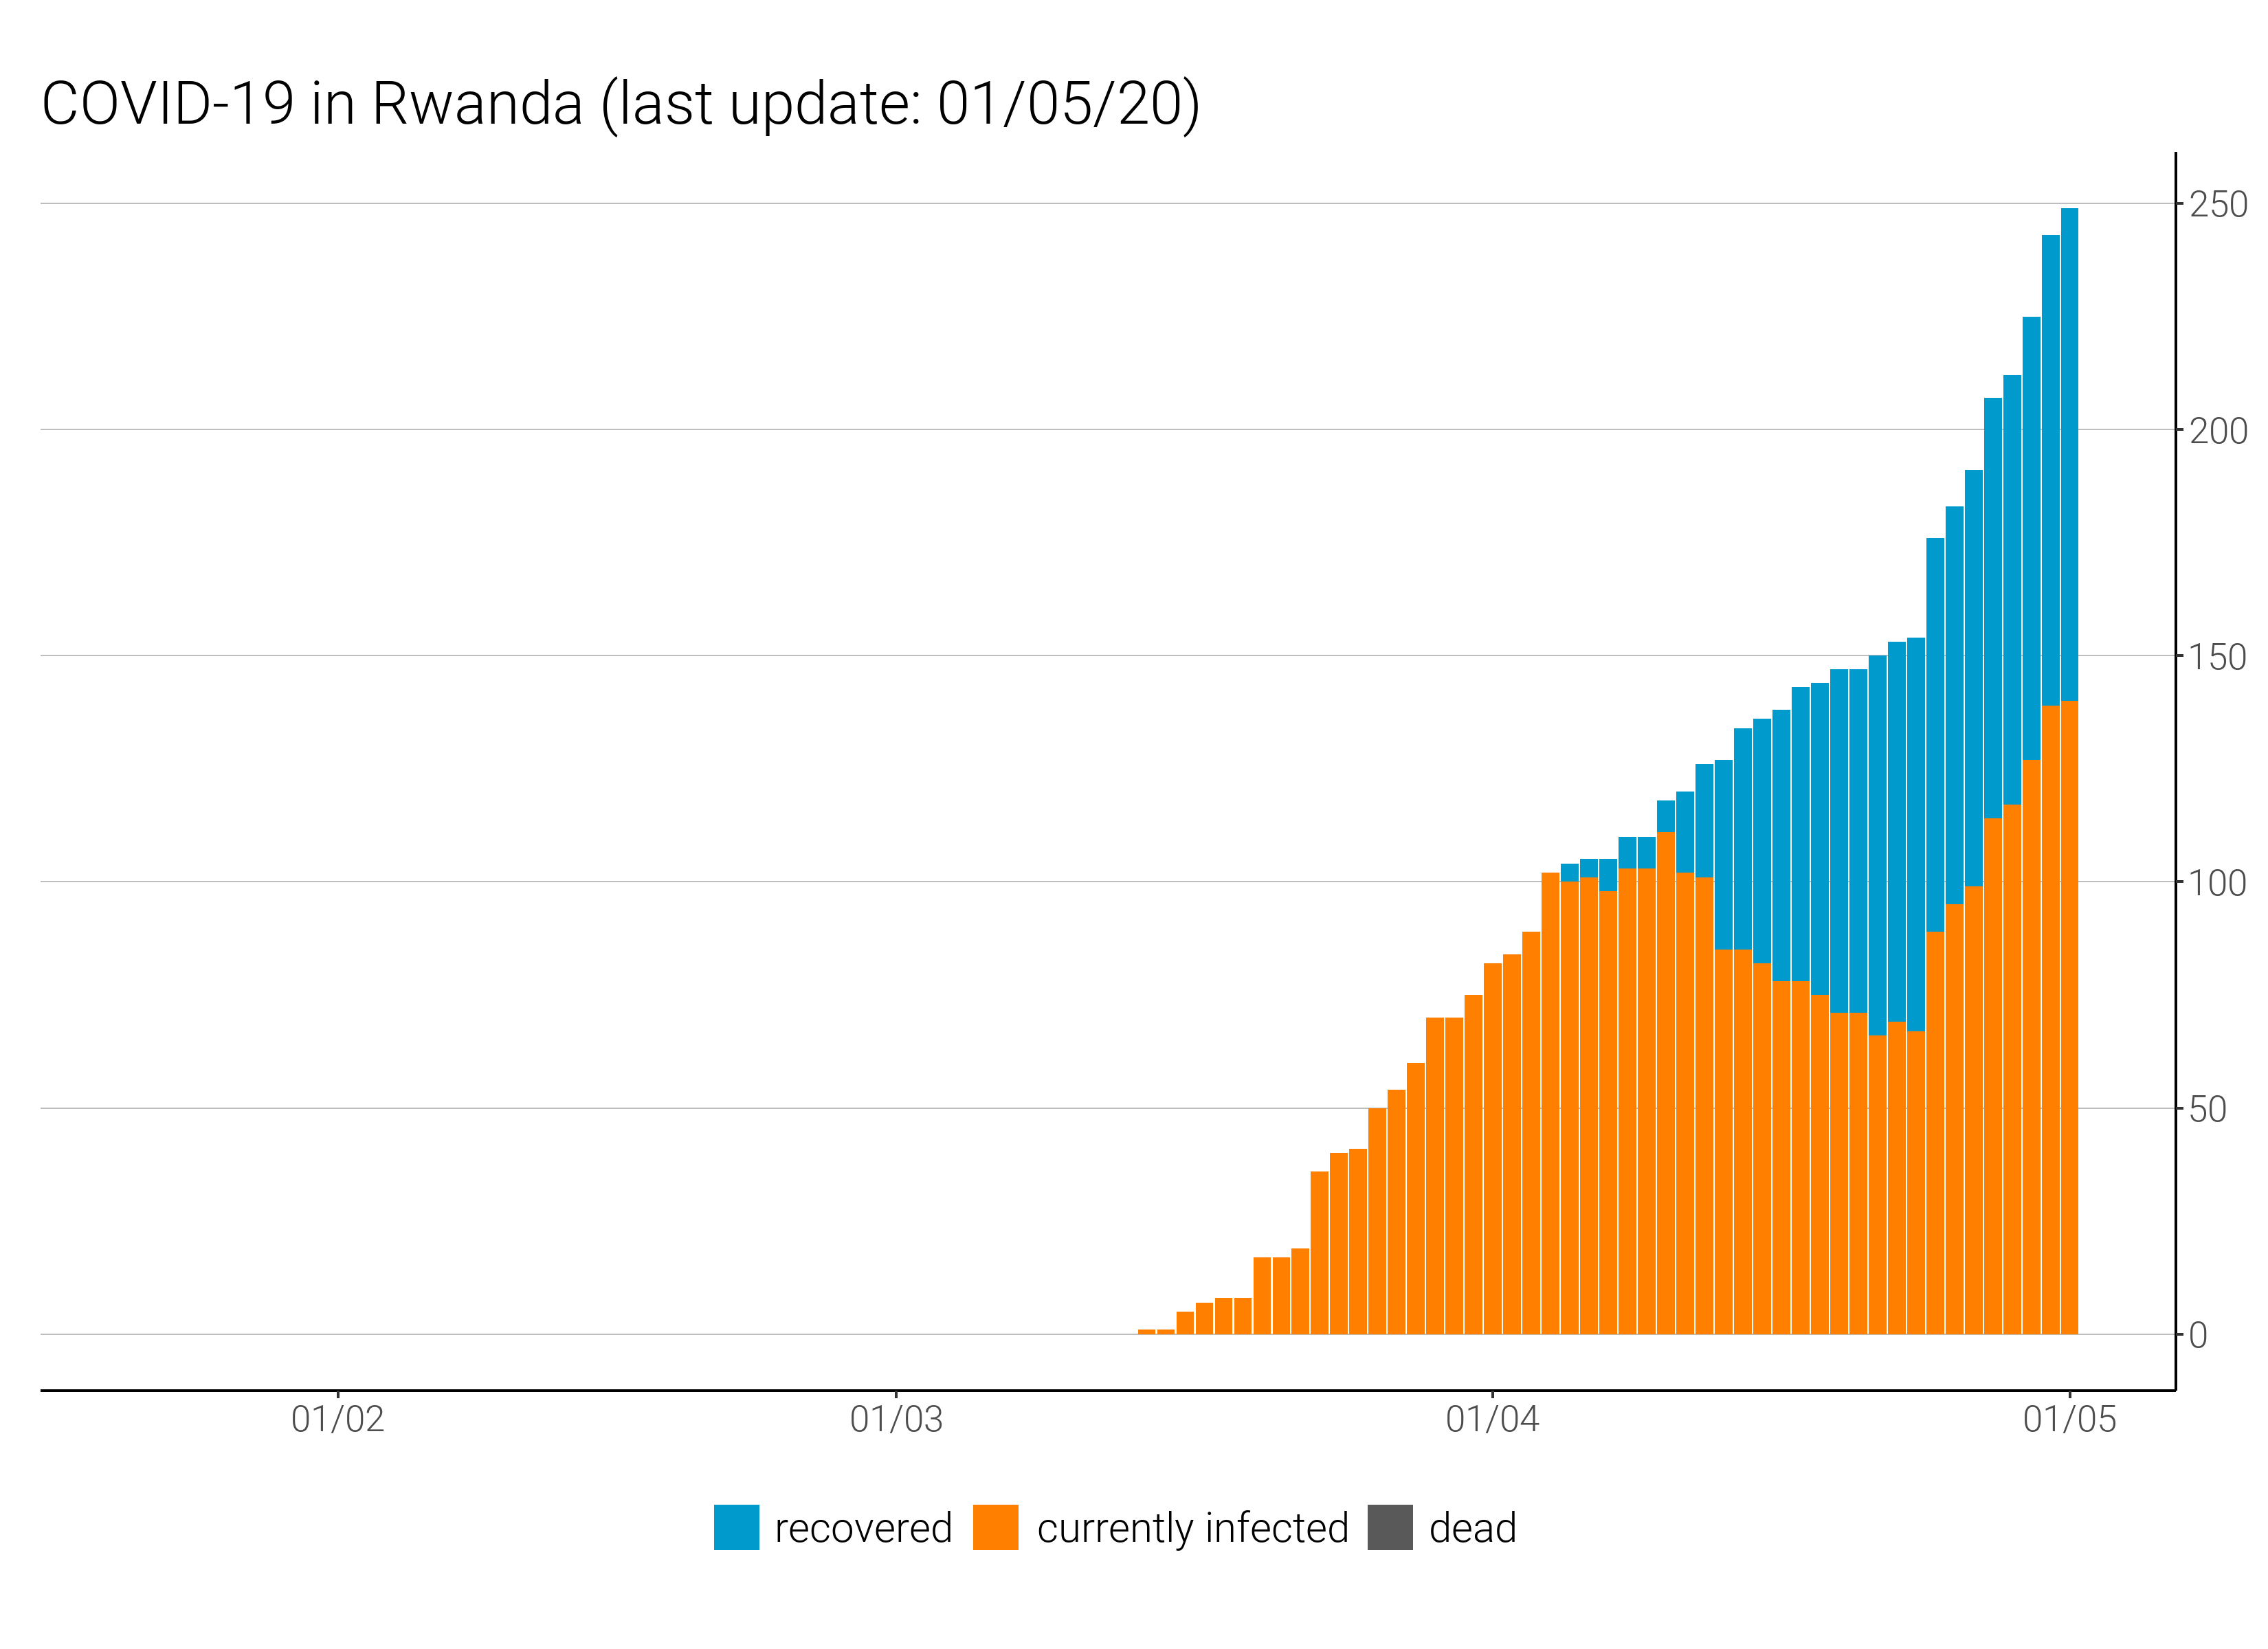 COVID-19 in Rwanda (last update: 01/05/20)
250
200
150
100
50
0
01/02 01/03 01/04 01/05
recovered currently infected dead